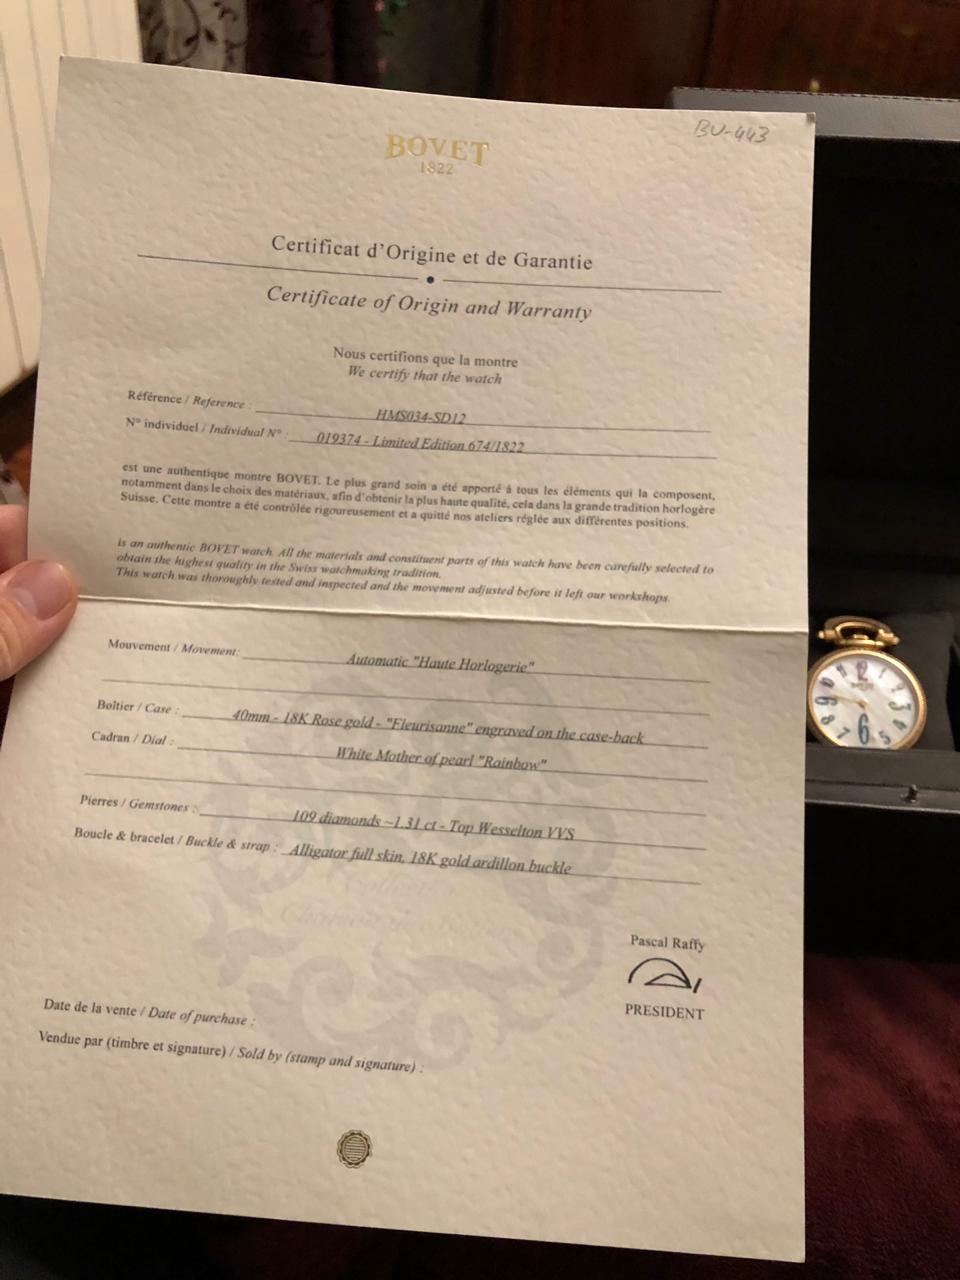 BU-443
BOVET
1822
Certificat d'Origine et de Garantie
Certificate of Origin and Warranty
Nous certifions que la montre
We certify that the watch
Référence / Reference : HMS034-SD12
N° individuel / Individual N° : 019374 - Limited Edition 674/1822
est une authentique montre BOVET. Le plus grand soin a été apporté à tous les éléments qui la composent,
notamment dans le choix des matériaux, afin d'obtenir la plus haute qualité, cela dans la grande tradition horlogère
Suisse. Cette montre a été contrôlée rigoureusement et a quitté nos ateliers réglée aux différentes positions.
is an authentic BOVET watch. All the materials and constituent parts of this watch have been carefully selected to
obtain the highest quality in the Swiss watchmaking tradition.
This watch was thoroughly tested and inspected and the movement adjusted before it left our workshops.
Mouvement / Movement: Automatic "Haute Horlogerie"
Boîtier / Case : 40mm - 18K Rose gold - "Fleurisanne" engraved on the case-back
Cadran / Dial : White Mother of pearl "Rainbow"
Pierres / Gemstones : 109 diamonds ~1.31 ct - Top Wesselton VVS
Boucle & bracelet / Buckle & strap : Alligator full skin, 18K gold ardillon buckle
Pascal Raffy
PRESIDENT
Date de la vente / Date of purchase :
Vendue par (timbre et signature) / Sold by (stamp and signature) :
12
3
4
5
6
7
8
9